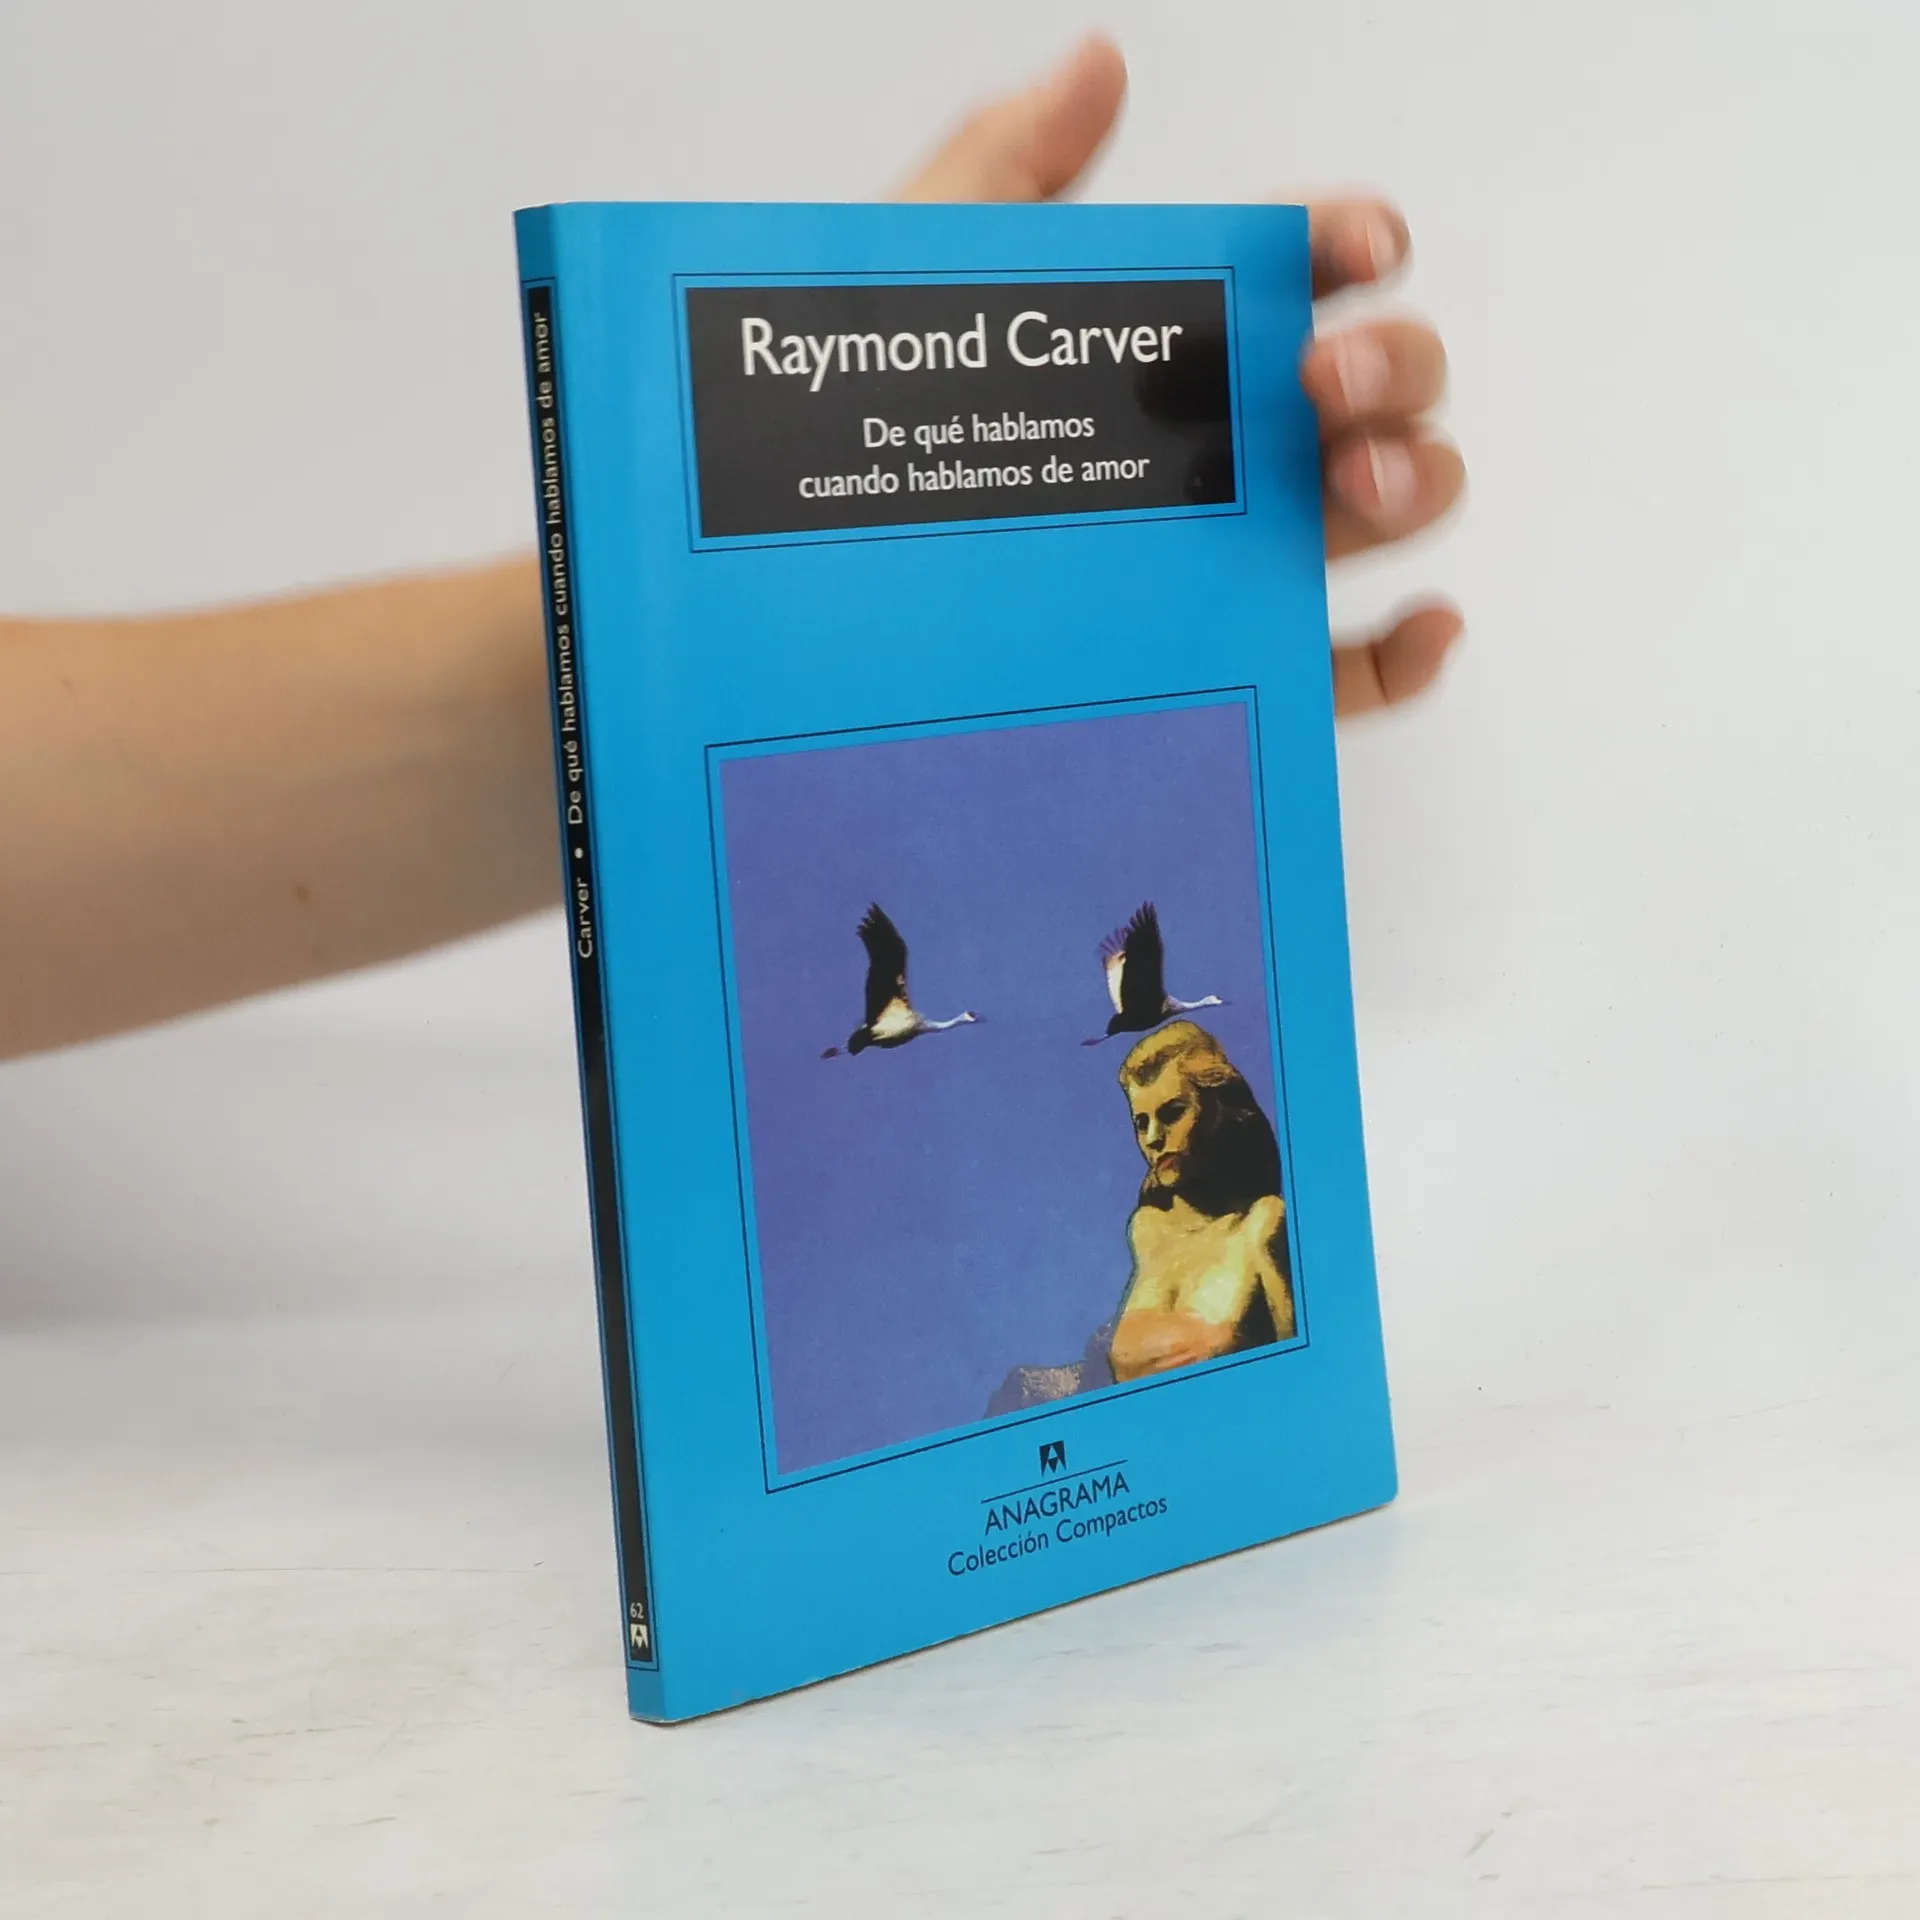 Raymond Carver
De qué hablamos
cuando hablamos de amor
ANAGRAMA
Colección Compactos
Carver • De qué hablamos cuando hablamos de amor
62